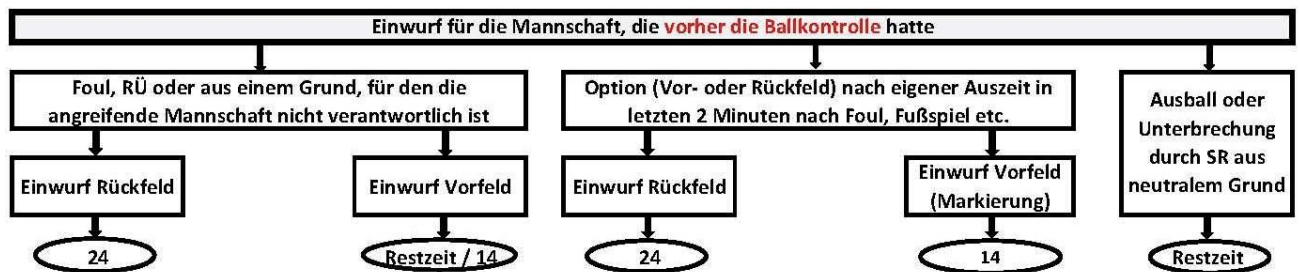 Einwurf für die Mannschaft, die vorher die Ballkontrolle hatte
Foul, RÜ oder aus einem Grund, für den die
angreifende Mannschaft nicht verantwortlich ist
Einwurf Rückfeld
24
Einwurf Vorfeld
Restzeit / 14
Option (Vor- oder Rückfeld) nach eigener Auszeit in
letzten 2 Minuten nach Foul, Fußspiel etc.
Einwurf Rückfeld
24
Einwurf Vorfeld
(Markierung)
14
Ausball oder
Unterbrechung
durch SR aus
neutralem Grund
Restzeit